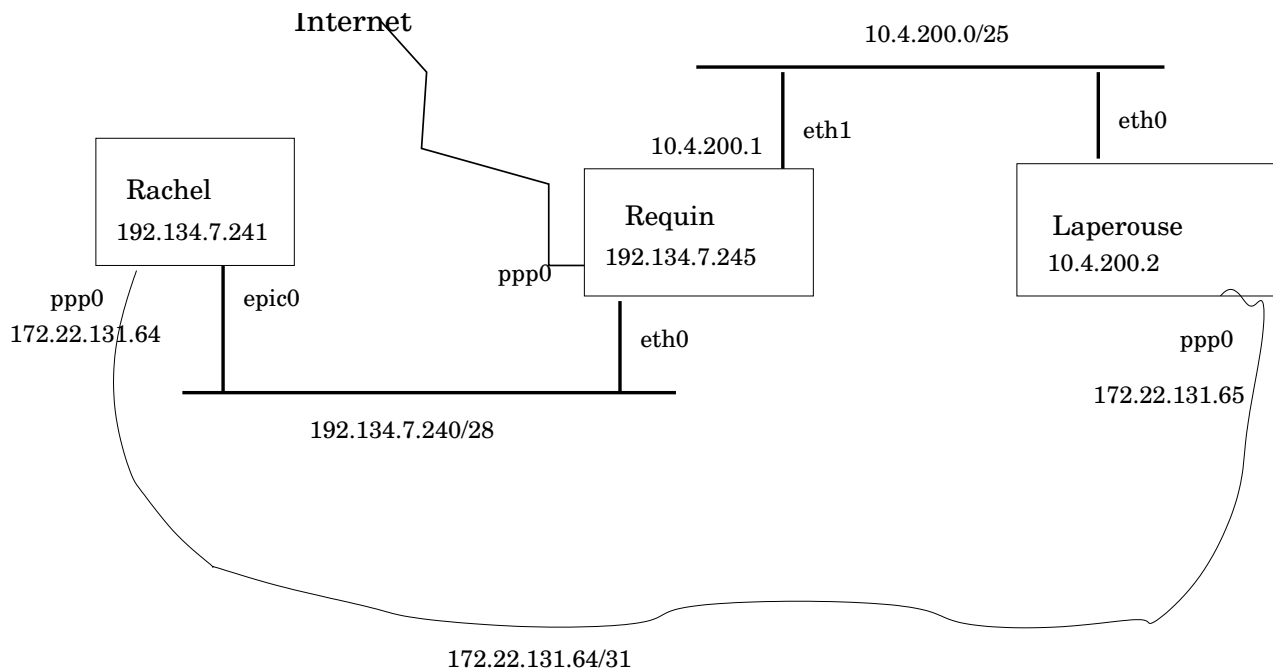 Internet
10.4.200.0/25
eth1
eth0
10.4.200.1
Rachel
192.134.7.241
Requin
192.134.7.245
Laperouse
10.4.200.2
ppp0
172.22.131.64
epic0
ppp0
eth0
ppp0
172.22.131.65
192.134.7.240/28
172.22.131.64/31